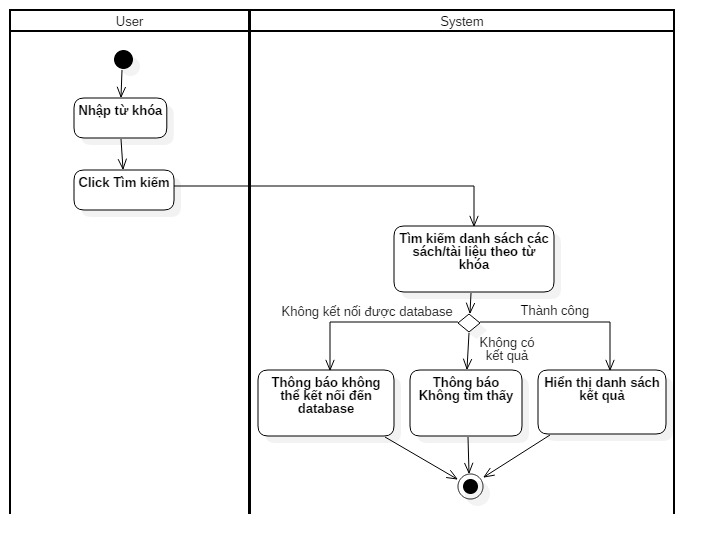 User
System
Nhập từ khóa
Click Tìm kiếm
Tìm kiếm danh sách các
sách/tài liệu theo từ
khóa
Không kết nối được database
Thành công
Không có
kết quả
Thông báo không
thể kết nối đến
database
Thông báo
Không tìm thấy
Hiển thị danh sách
kết quả